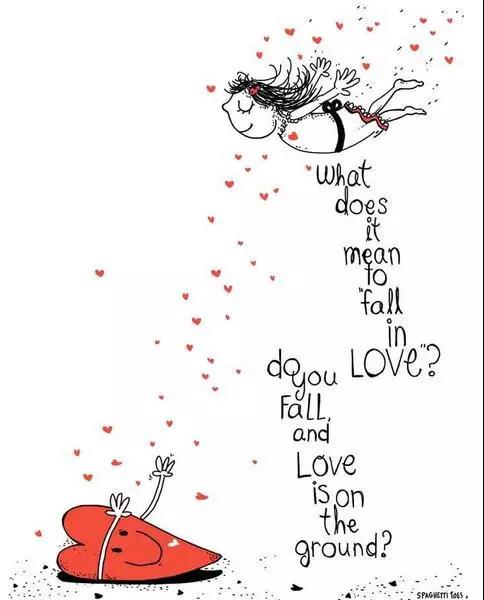 What
does
it
mean
to
"fall
in
LOVE"?
do you
Fall,
and
Love
is on
the
ground?
SPAGHETTI TOES.